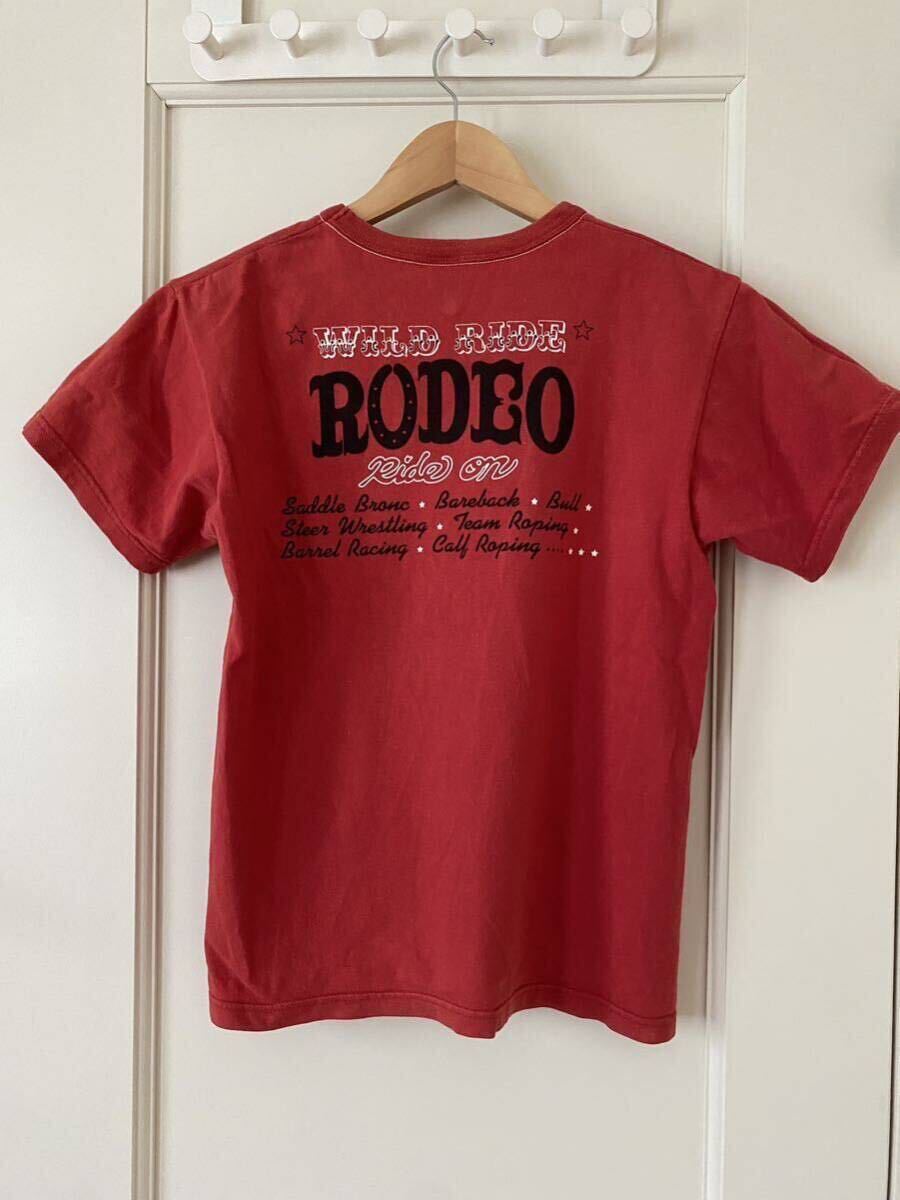 ☆ WILD RIDE ☆
RODEO
Ride on
Saddle Bronc ★ Bareback ★ Bull ★
Steer Wrestling ★ Team Roping ★
Barrel Racing ★ Calf Roping .... ★ ★ ★